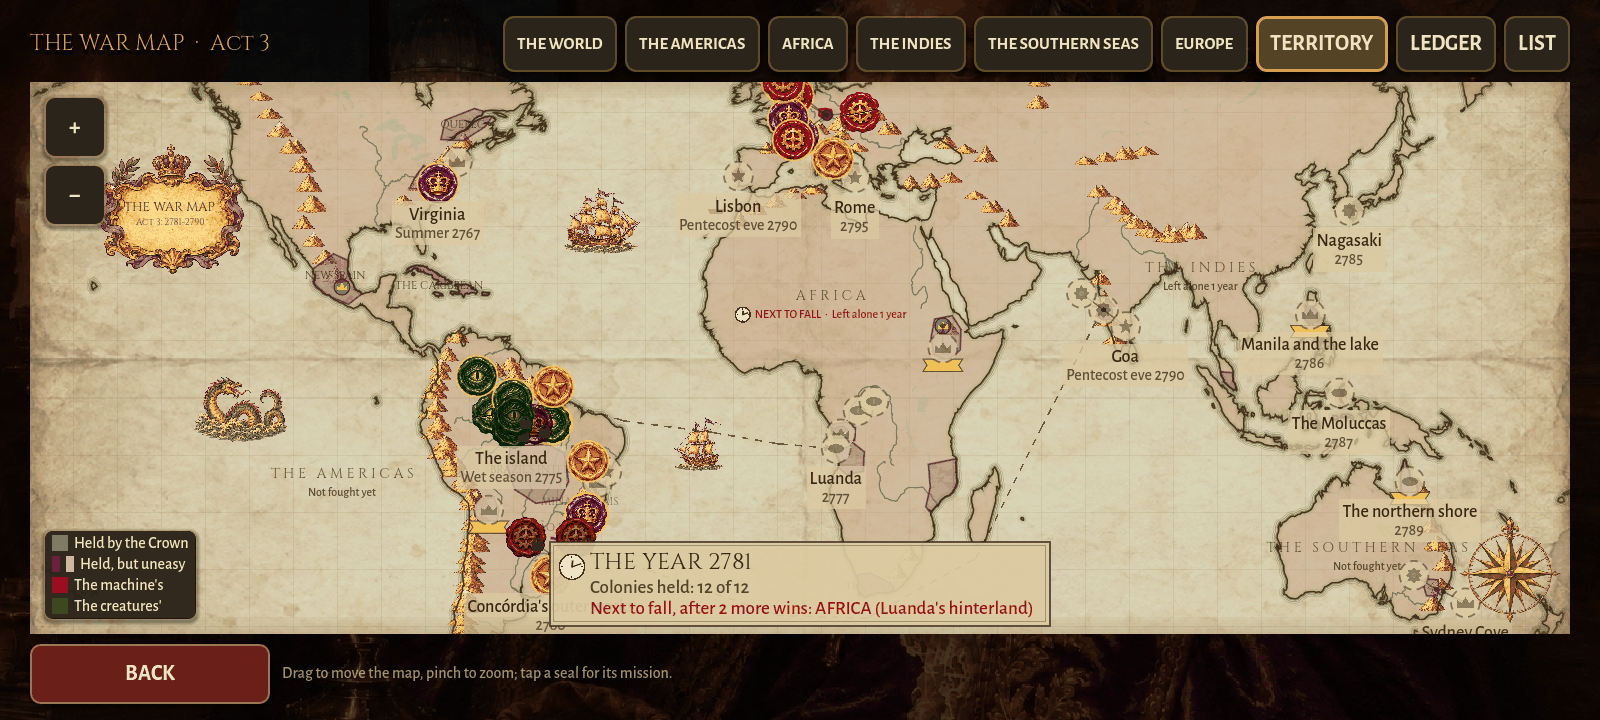 THE WAR MAP · ACT 3
THE WORLD
THE AMERICAS
AFRICA
THE INDIES
THE SOUTHERN SEAS
EUROPE
TERRITORY
LEDGER
LIST
+
−
THE WAR MAP
ACT 3: 2781-2790
QUEBEC
Virginia
Summer 2767
Lisbon
Pentecost eve 2790
Rome
2795
Nagasaki
2785
NEW SPAIN
THE CARIBBEAN
AFRICA
NEXT TO FALL · Left alone 1 year
THE INDIES
Left alone 1 year
Goa
Pentecost eve 2790
Manila and the lake
2786
The Moluccas
2787
The island
Wet season 2775
Luanda
2777
THE AMERICAS
Not fought yet
The northern shore
2789
THE SOUTHERN SEAS
Not fought yet
Sydney Cove
Held by the Crown
Held, but uneasy
The machine's
The creatures'
Concórdia's
THE YEAR 2781
Colonies held: 12 of 12
Next to fall, after 2 more wins: AFRICA (Luanda's hinterland)
BACK
Drag to move the map, pinch to zoom; tap a seal for its mission.